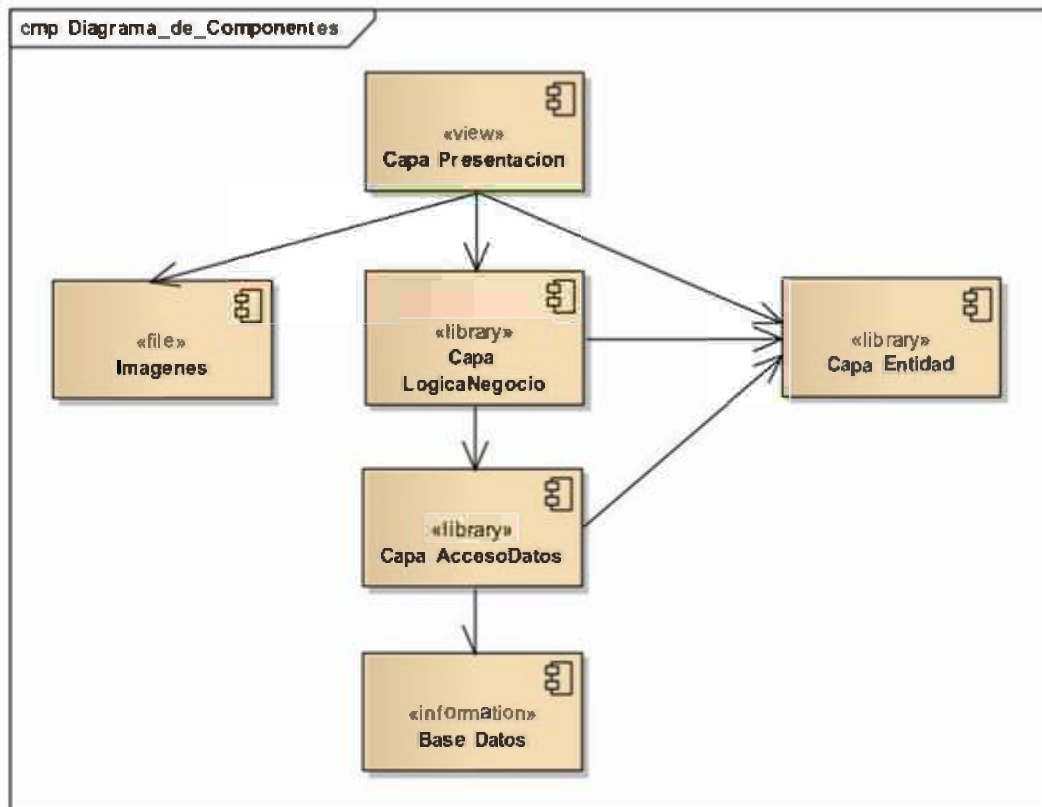 cmp Diagrama_de_Componentes
«view»
Capa Presentacion
«file»
Imagenes
«library»
Capa
LogicaNegocio
«library»
Capa Entidad
«library»
Capa AccesoDatos
«information»
Base Datos